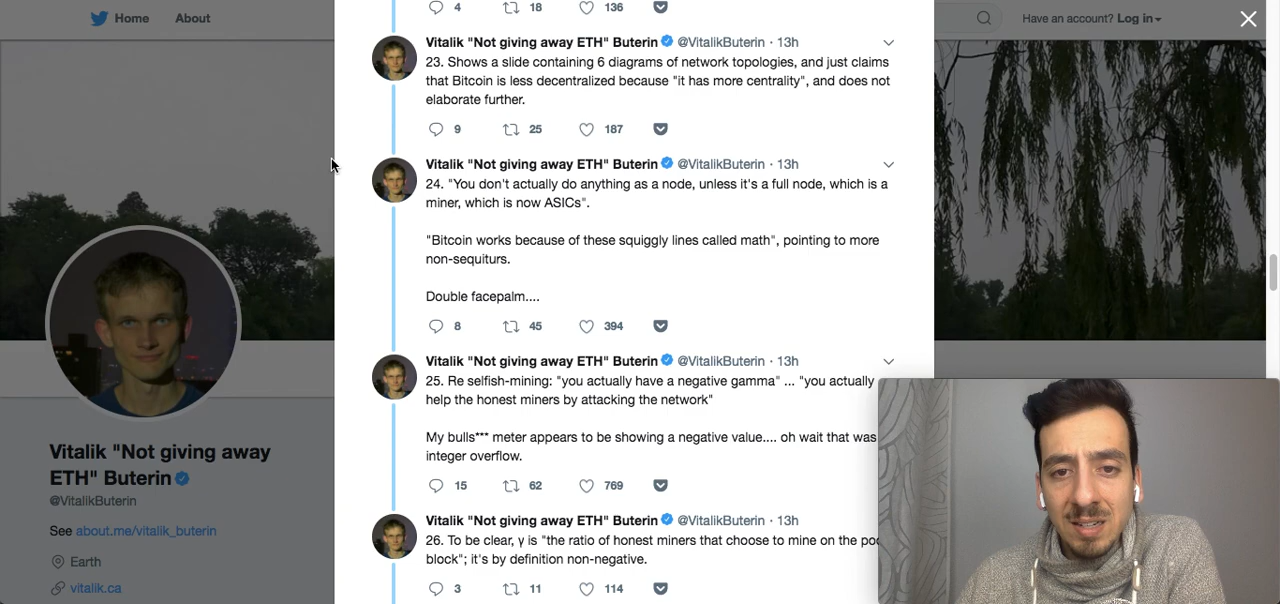 Home
About
Have an account? Log in
4 18 136
Vitalik "Not giving away ETH" Buterin @VitalikButerin · 13h
23. Shows a slide containing 6 diagrams of network topologies, and just claims
that Bitcoin is less decentralized because "it has more centrality", and does not
elaborate further.
9 25 187
Vitalik "Not giving away ETH" Buterin @VitalikButerin · 13h
24. "You don't actually do anything as a node, unless it's a full node, which is a
miner, which is now ASICs".
"Bitcoin works because of these squiggly lines called math", pointing to more
non-sequiturs.
Double facepalm....
8 45 394
Vitalik "Not giving away ETH" Buterin @VitalikButerin · 13h
25. Re selfish-mining: "you actually have a negative gamma" ... "you actually
help the honest miners by attacking the network"
My bulls*** meter appears to be showing a negative value.... oh wait that was
integer overflow.
15 62 769
Vitalik "Not giving away ETH" Buterin @VitalikButerin · 13h
26. To be clear, γ is "the ratio of honest miners that choose to mine on the
block"; it's by definition non-negative.
3 11 114
Vitalik "Not giving away
ETH" Buterin
@VitalikButerin
See about.me/vitalik_buterin
Earth
vitalik.ca